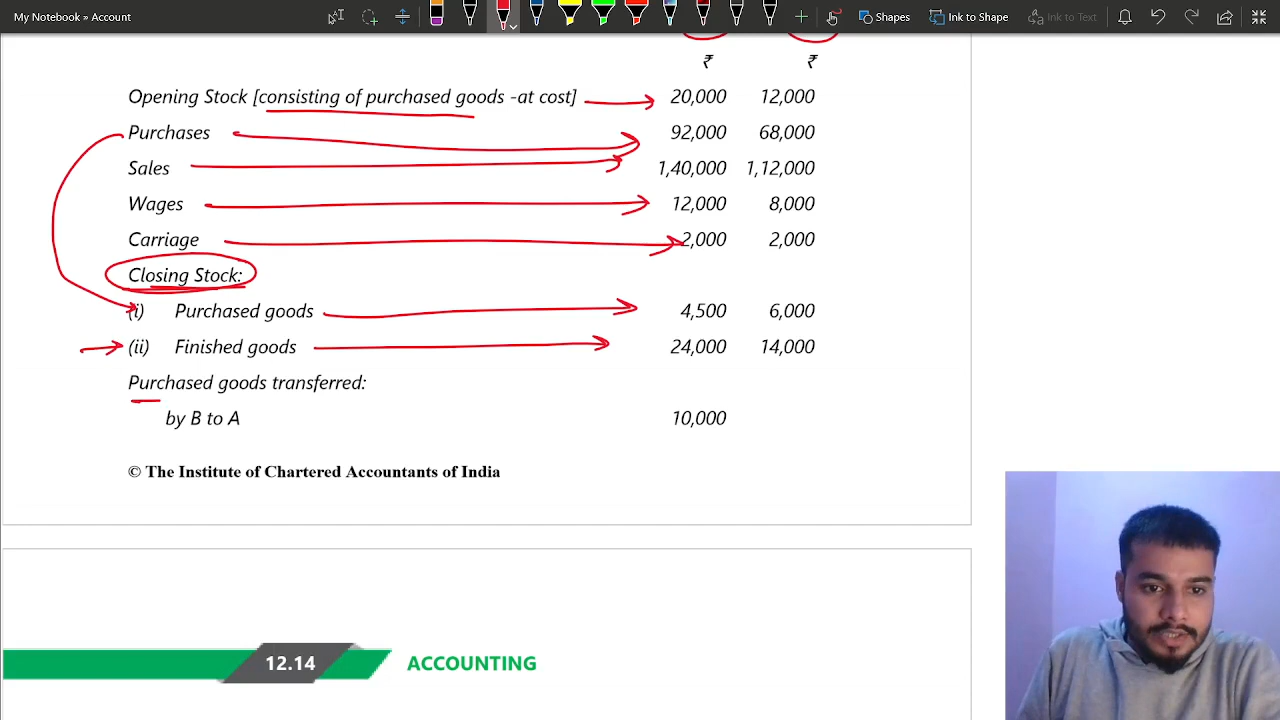 My Notebook » Account
Shapes
Ink to Shape
Ink to Text
₹ ₹
Opening Stock [consisting of purchased goods -at cost] 20,000 12,000
Purchases 92,000 68,000
Sales 1,40,000 1,12,000
Wages 12,000 8,000
Carriage 2,000 2,000
Closing Stock:
(i) Purchased goods 4,500 6,000
(ii) Finished goods 24,000 14,000
Purchased goods transferred:
by B to A 10,000
© The Institute of Chartered Accountants of India
12.14 ACCOUNTING